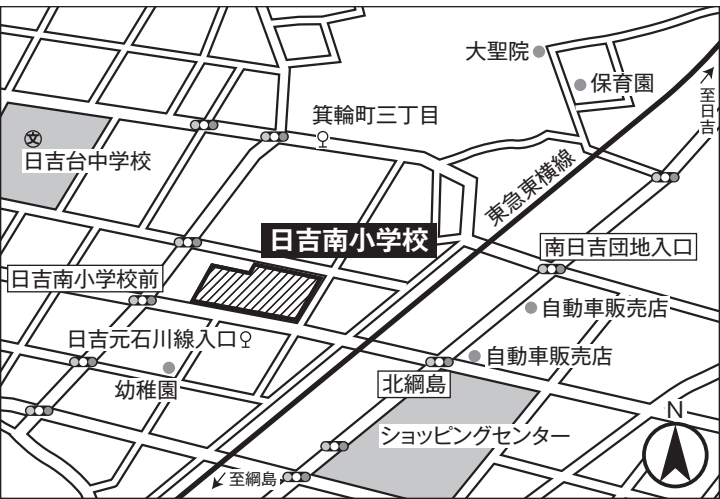 大聖院
保育園
至日吉
箕輪町三丁目
文
日吉台中学校
東急東横線
日吉南小学校
南日吉団地入口
日吉南小学校前
自動車販売店
日吉元石川線入口
自動車販売店
幼稚園
北綱島
N
ショッピングセンター
至綱島